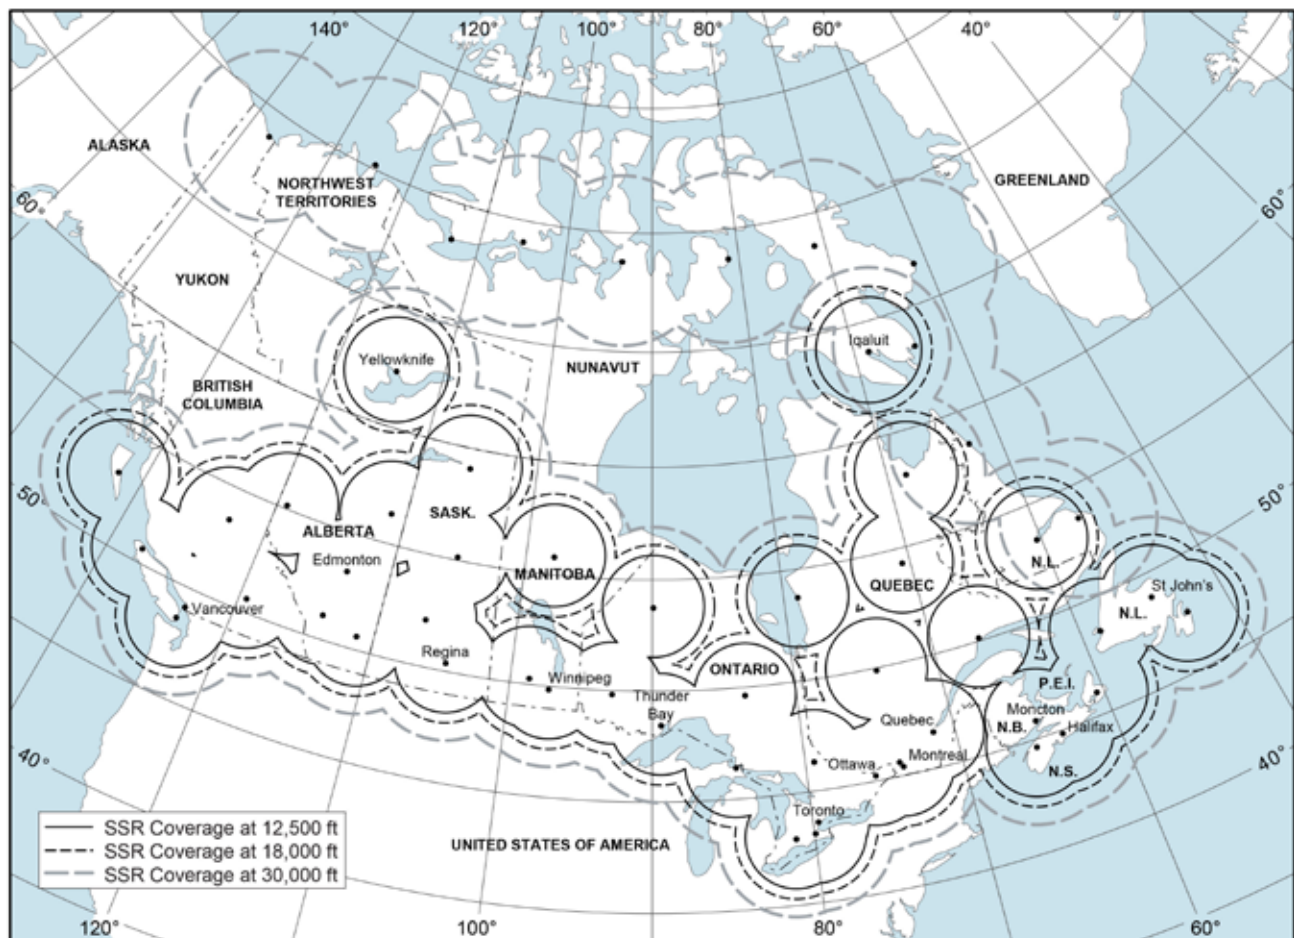 140° 120° 100° 80° 60° 40°
ALASKA
NORTHWEST
TERRITORIES
GREENLAND
60°
60°
YUKON
Iqaluit
Yellowknife
NUNAVUT
BRITISH
COLUMBIA
50°
50°
SASK.
ALBERTA
Edmonton
MANITOBA
QUEBEC
N.L.
St John's
Vancouver
N.L.
Regina
Winnipeg
ONTARIO
P.E.I.
Thunder
Bay
Moncton
Quebec
N.B.
Halifax
40°
40°
Ottawa
Montreal
N.S.
Toronto
SSR Coverage at 12,500 ft
SSR Coverage at 18,000 ft
SSR Coverage at 30,000 ft
UNITED STATES OF AMERICA
120° 100° 80° 60°